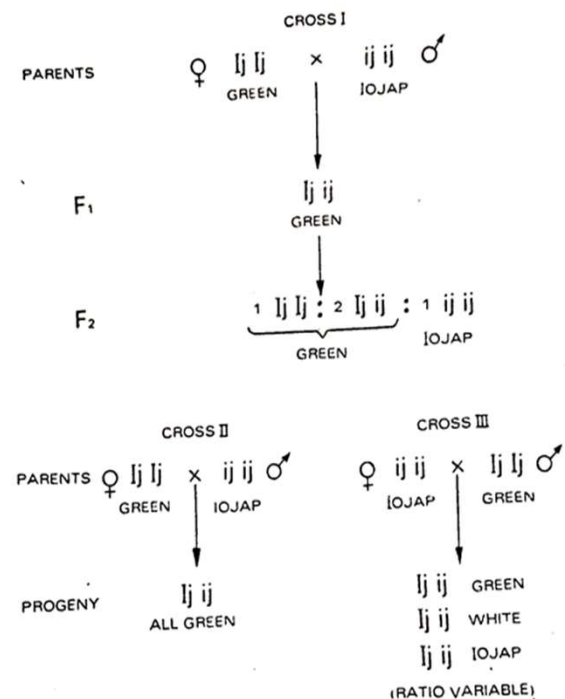 CROSS I
PARENTS ♀ Ij Ij × ij ij ♂
GREEN IOJAP
F₁ Ij ij
GREEN
F₂ 1 Ij Ij : 2 Ij ij : 1 ij ij
GREEN IOJAP
CROSS II
PARENTS ♀ Ij Ij × ij ij ♂
GREEN IOJAP
PROGENY Ij ij
ALL GREEN
CROSS III
♀ ij ij × Ij Ij ♂
IOJAP GREEN
Ij ij GREEN
Ij ij WHITE
Ij ij IOJAP
(RATIO VARIABLE)